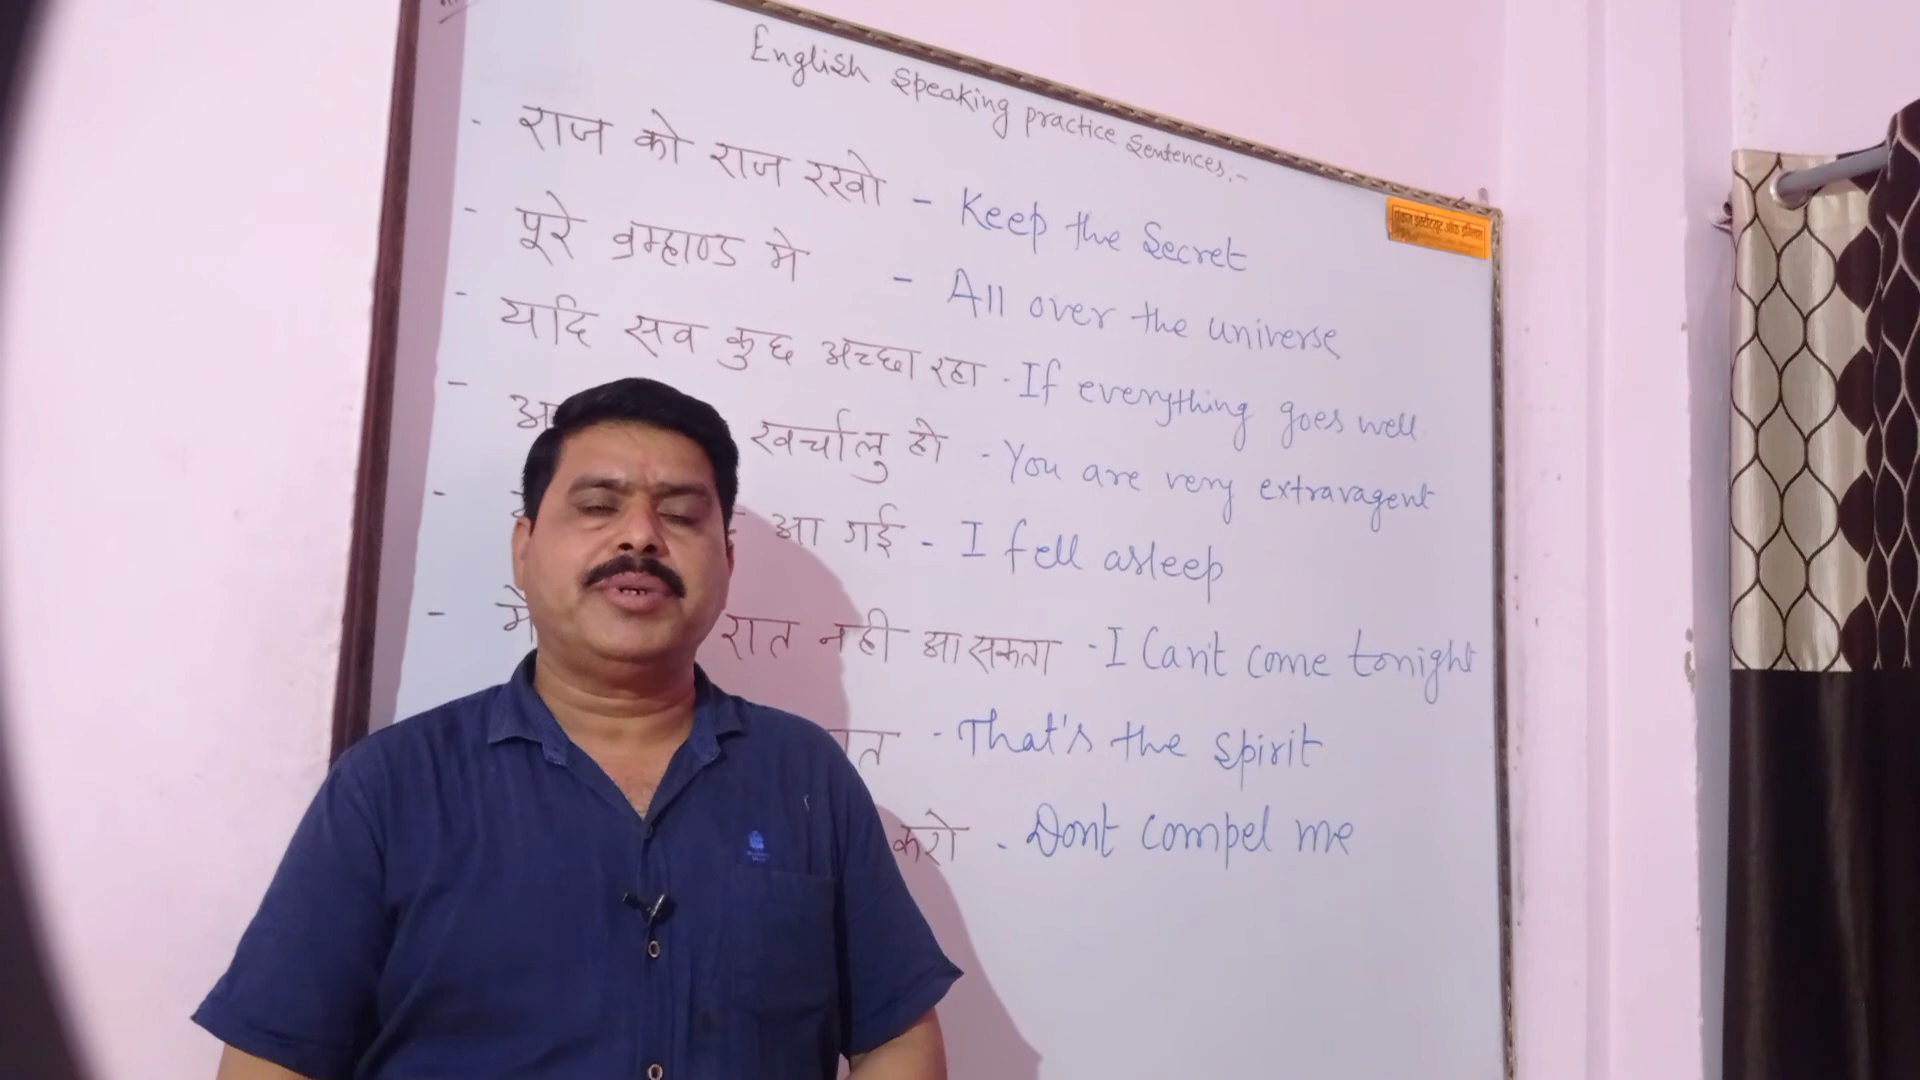 English Speaking practice Sentences.-
- राज को राज रखो - Keep the Secret
- पूरे ब्रम्हाण्ड मे - All over the universe
- यदि सब कुछ अच्छा रहा - If everything goes well
- खर्चालु हो - You are very extravagent
- आ गई - I fell asleep
- मे रात नही आ सकता - I Can't come tonight
- That's the spirit
करो - Dont compel me